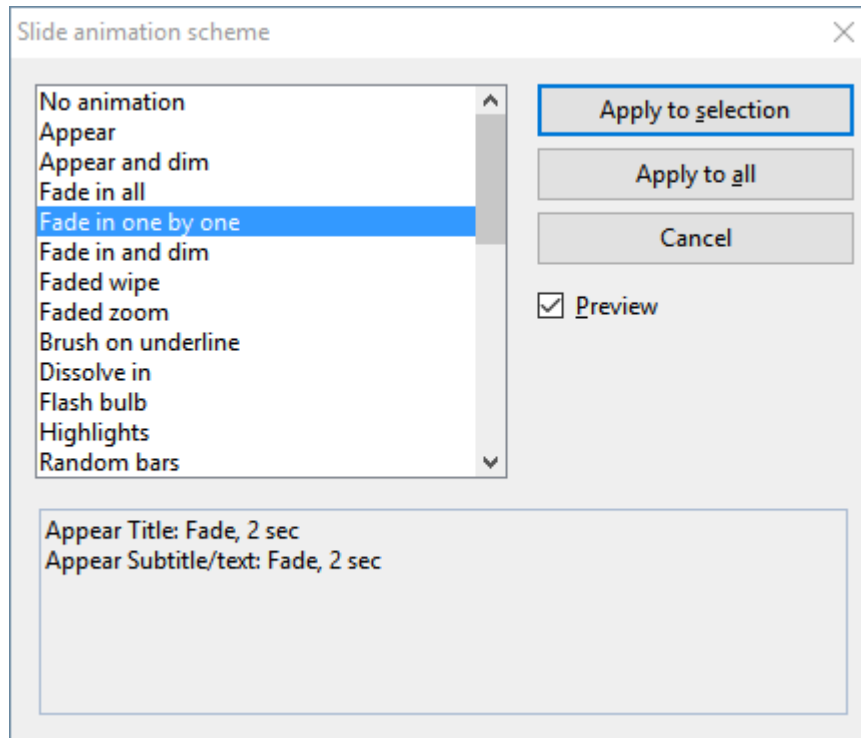 Slide animation scheme
No animation
Appear
Appear and dim
Fade in all
Fade in one by one
Fade in and dim
Faded wipe
Faded zoom
Brush on underline
Dissolve in
Flash bulb
Highlights
Random bars
Apply to selection
Apply to all
Cancel
Preview
Appear Title: Fade, 2 sec
Appear Subtitle/text: Fade, 2 sec